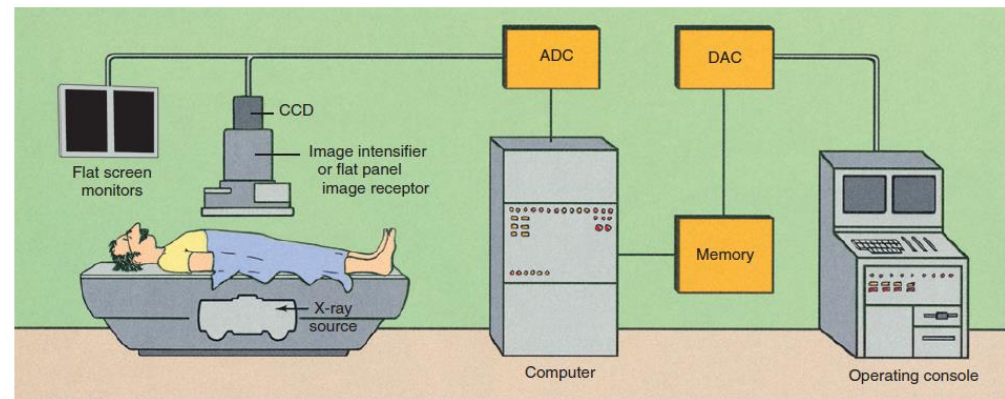 ADC
DAC
CCD
Image intensifier
or flat panel
image receptor
Flat screen
monitors
Memory
X-ray
source
Computer
Operating console